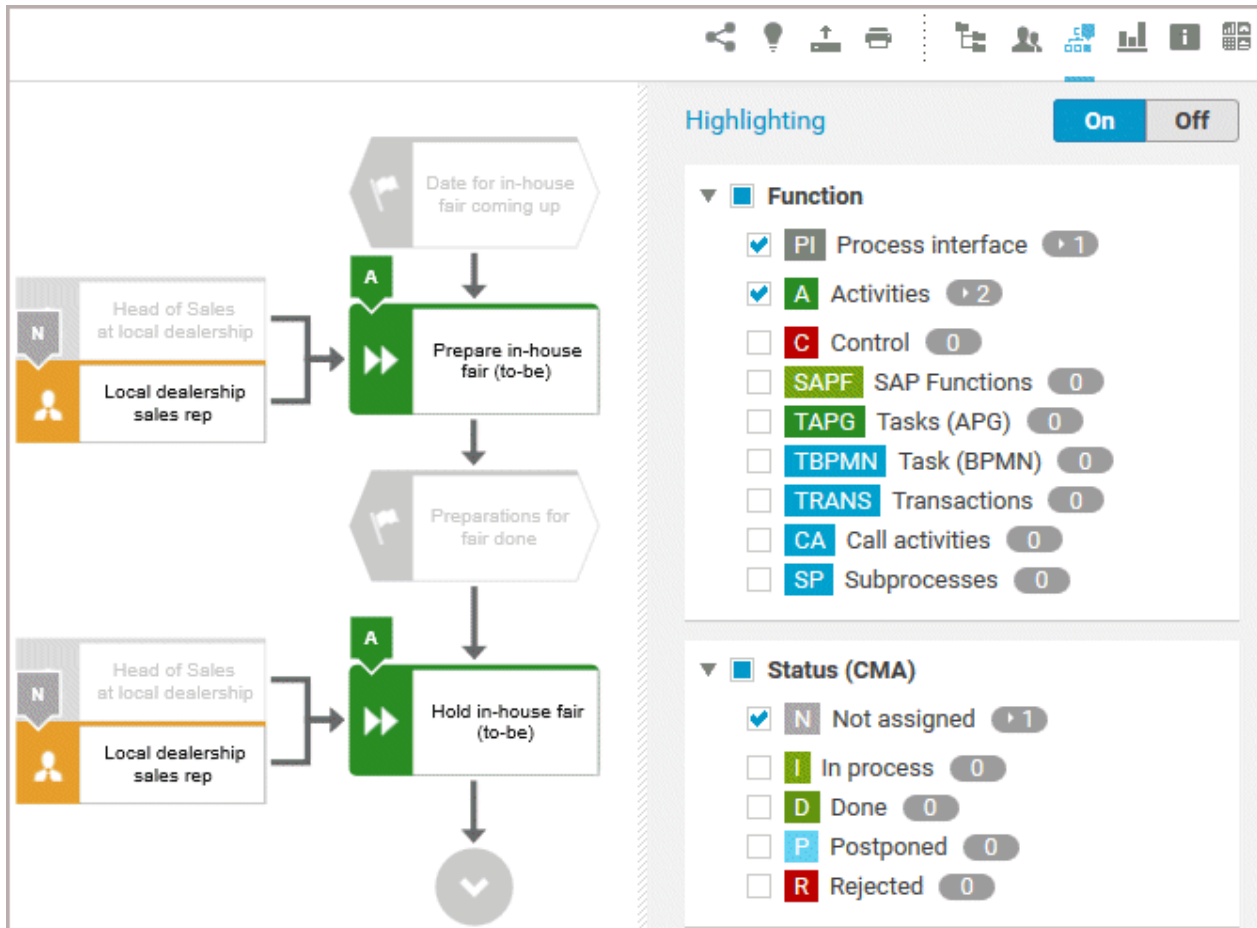 Highlighting
On
Off
Date for in-house
fair coming up
A
Head of Sales
at local dealership
N
Local dealership
sales rep
Prepare in-house
fair (to-be)
Preparations for
fair done
A
Head of Sales
at local dealership
N
Local dealership
sales rep
Hold in-house fair
(to-be)
Function
PI Process interface 1
A Activities 2
C Control 0
SAPF SAP Functions 0
TAPG Tasks (APG) 0
TBPMN Task (BPMN) 0
TRANS Transactions 0
CA Call activities 0
SP Subprocesses 0
Status (CMA)
N Not assigned 1
I In process 0
D Done 0
P Postponed 0
R Rejected 0